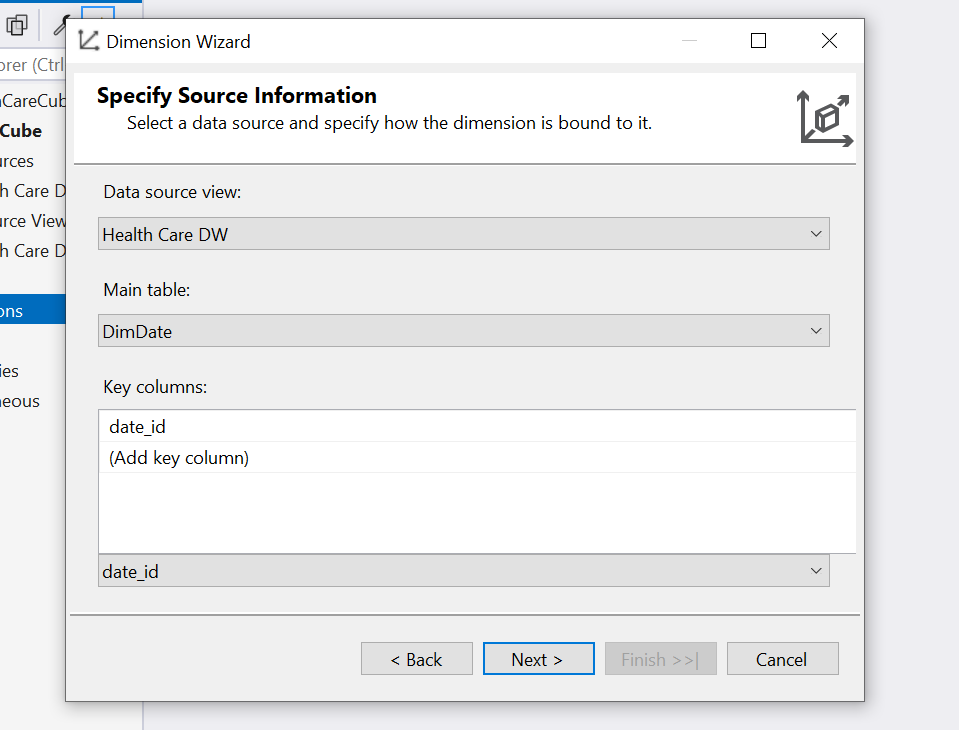 Dimension Wizard
orer (Ctrl
Specify Source Information
Select a data source and specify how the dimension is bound to it.
CareCub
Cube
urces
h Care D
urce View
h Care D
ons
ies
neous
Data source view:
Health Care DW
Main table:
DimDate
Key columns:
date_id
(Add key column)
date_id
< Back
Next >
Finish >>|
Cancel